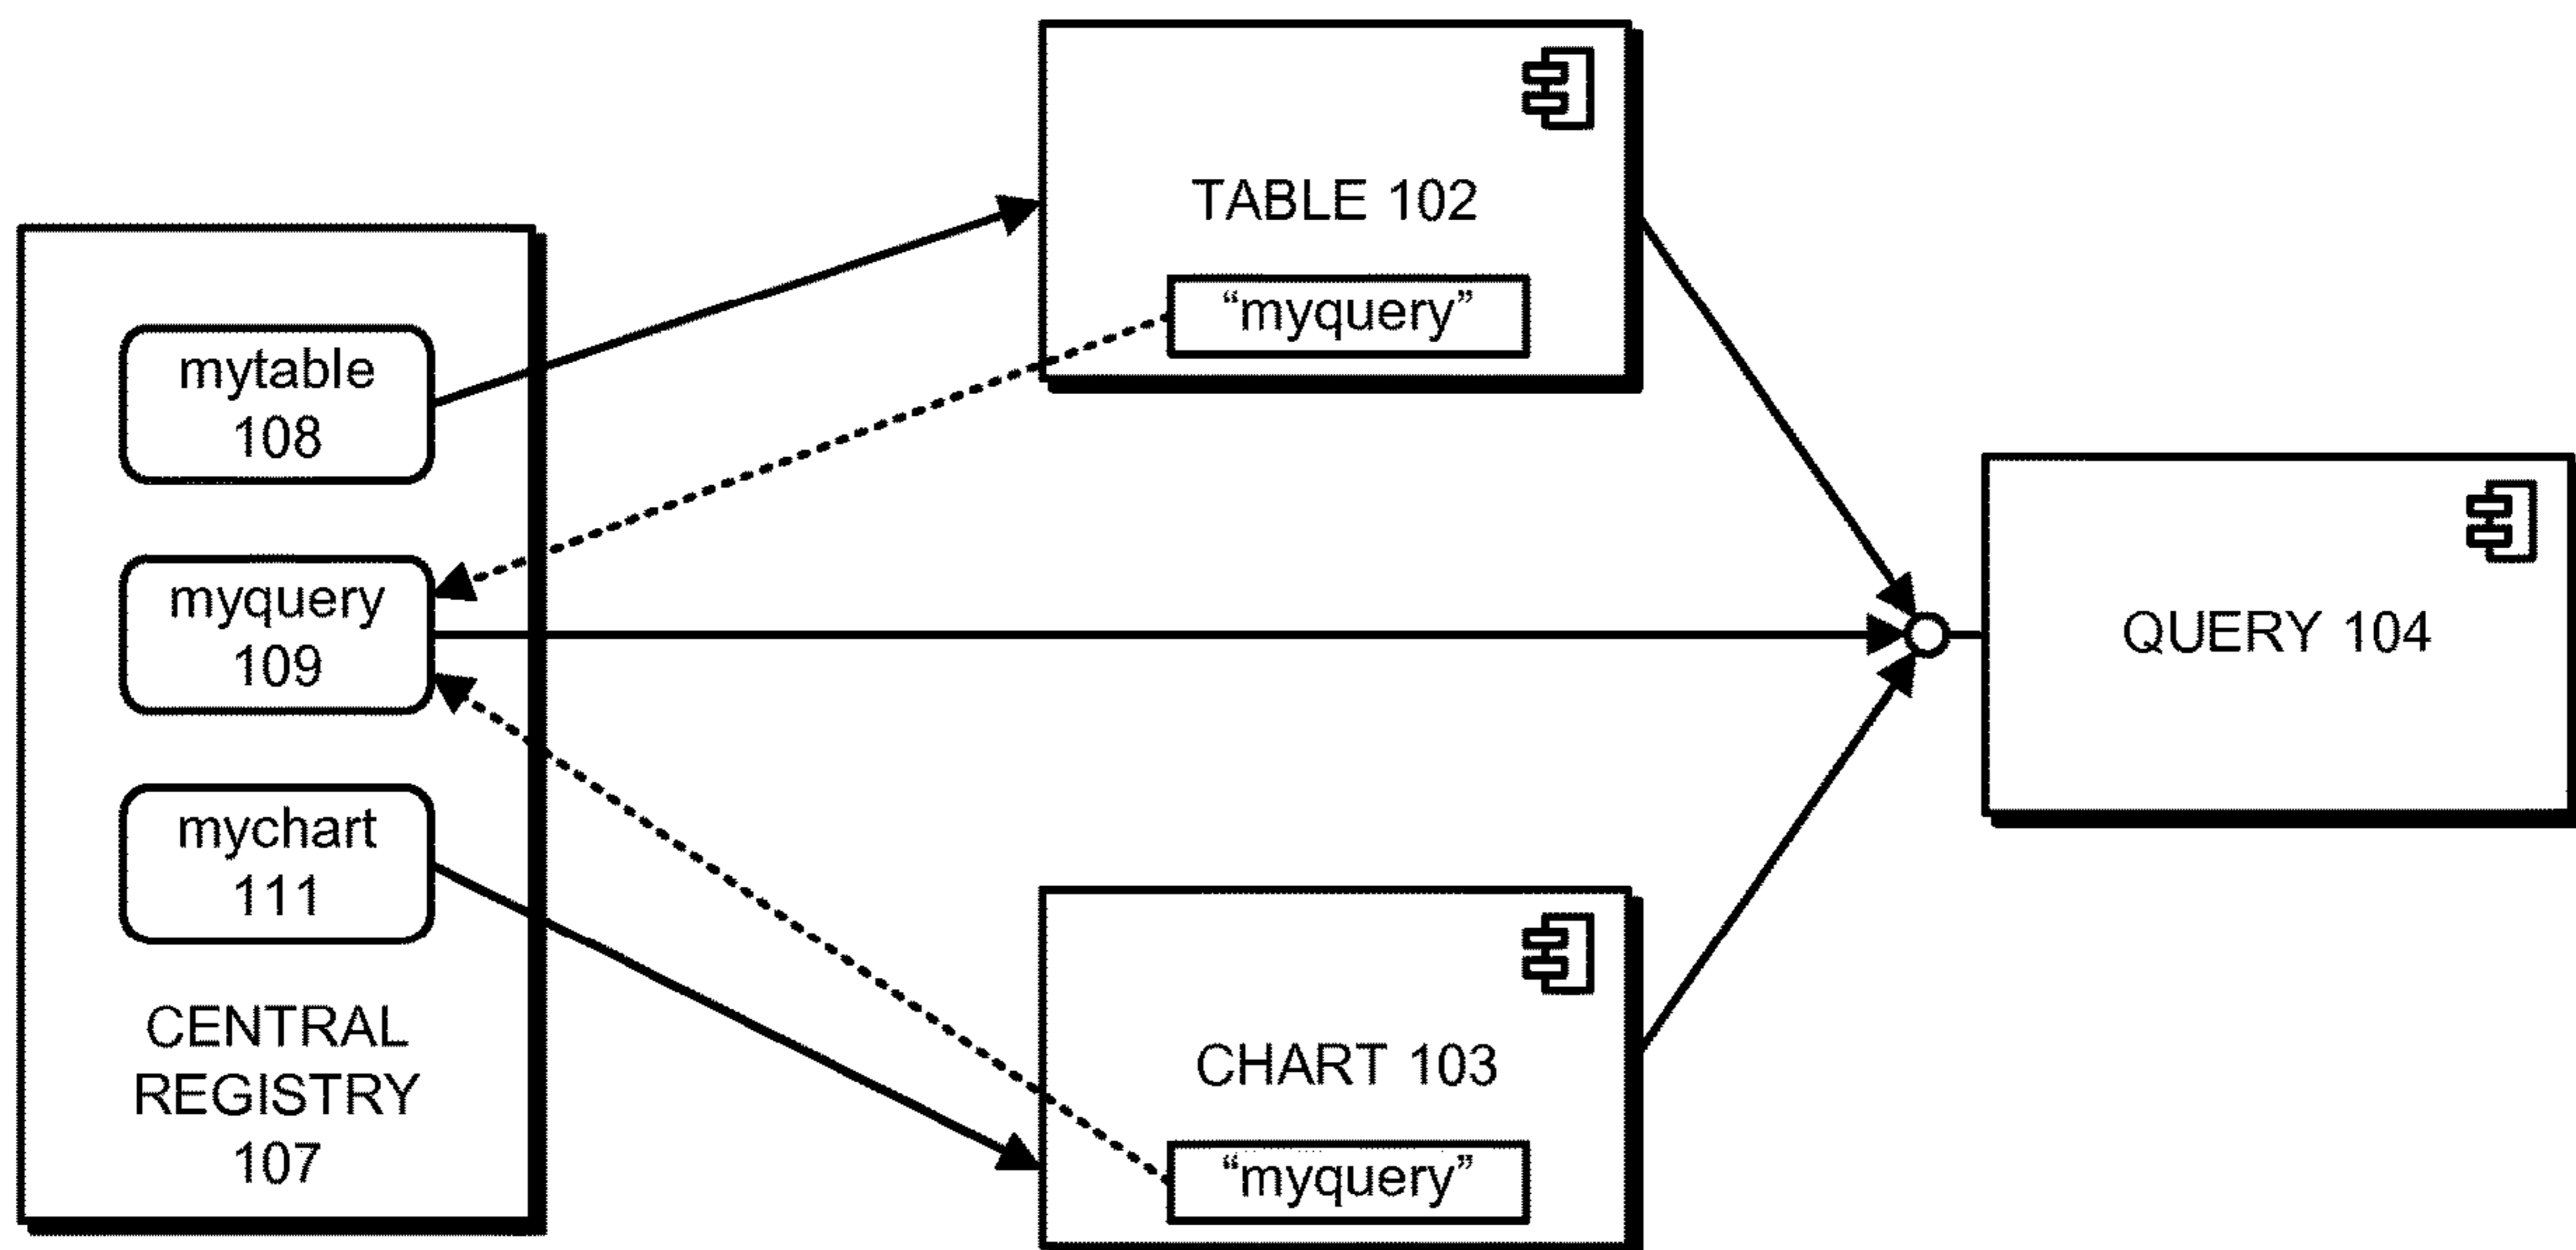 TABLE 102
“myquery”
mytable
108
myquery
109
mychart
111
CENTRAL
REGISTRY
107
QUERY 104
CHART 103
“myquery”